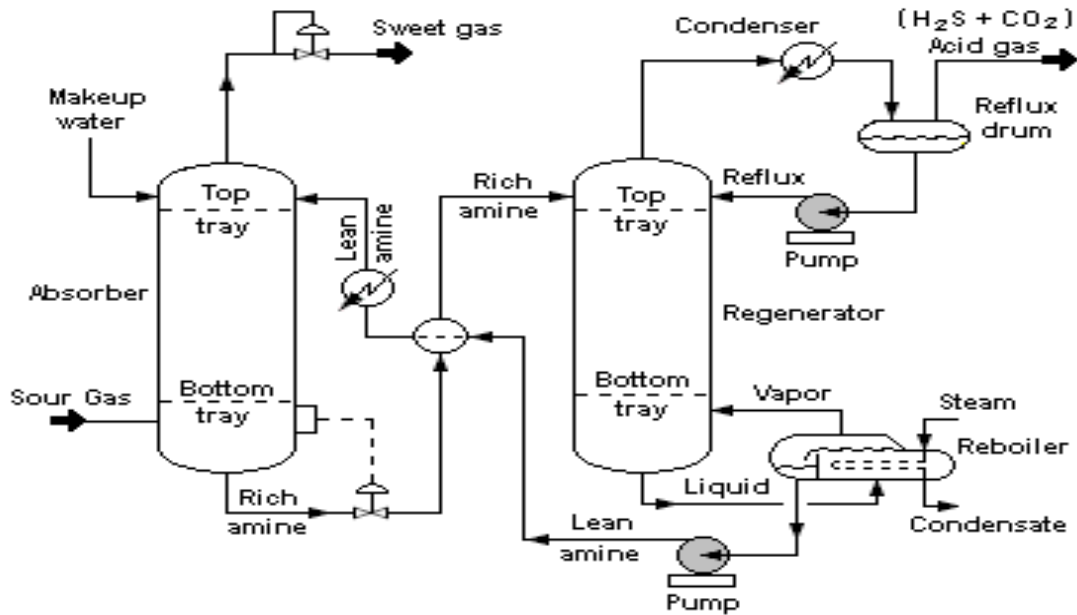 Sweet gas
Makeup
water
Top
tray
Absorber
Lean
amine
Sour Gas
Bottom
tray
Rich
amine
Rich
amine
Condenser
(H₂S + CO₂)
Acid gas
Reflux
drum
Top
tray
Reflux
Pump
Regenerator
Bottom
tray
Vapor
Steam
Reboiler
Liquid
Condensate
Lean
amine
Pump